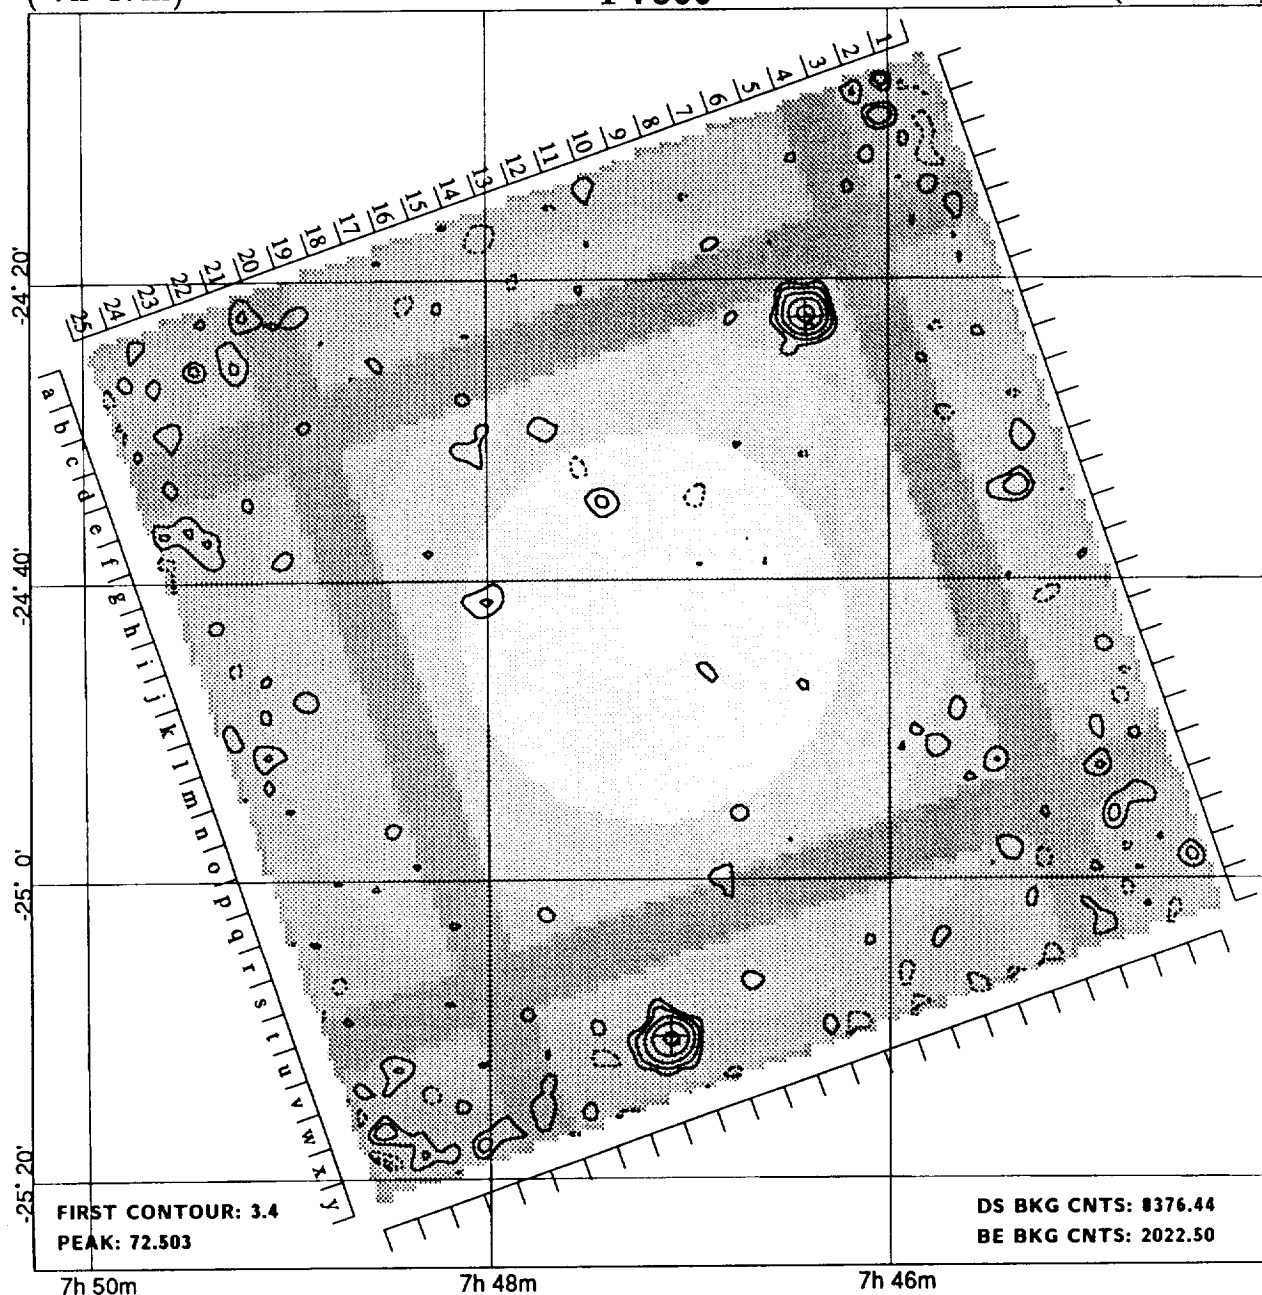 1 2 3 4 5 6 7 8 9 10 11 12 13 14 15 16 17 18 19 20 21 22 23 24 25
-24° 20'
a b c d e f g h i j k l m n o p q r s t u v w x y
-24° 40'
-25° 0'
-25° 20'
FIRST CONTOUR: 3.4
PEAK: 72.503
DS BKG CNTS: 8376.44
BE BKG CNTS: 2022.50
7h 50m 7h 48m 7h 46m